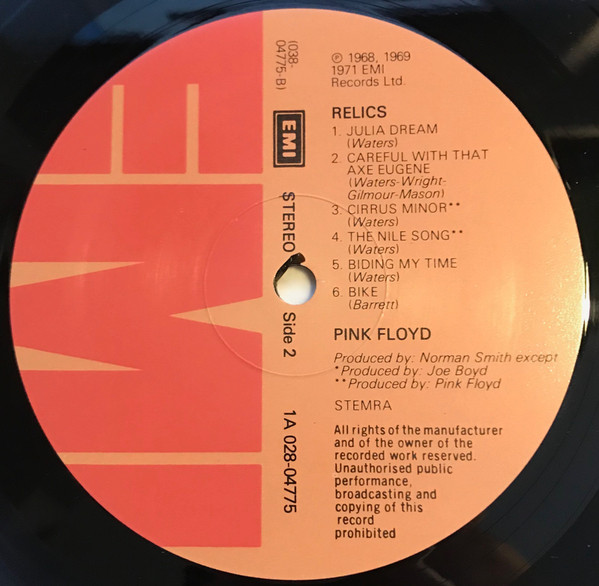 (038-
04775-B)
℗ 1968, 1969
1971 EMI
Records Ltd.
EMI
STEREO
Side 2
1A 028-04775
RELICS
1. JULIA DREAM
(Waters)
2. CAREFUL WITH THAT
AXE EUGENE
(Waters-Wright-
Gilmour-Mason)
3. CIRRUS MINOR**
(Waters)
4. THE NILE SONG**
(Waters)
5. BIDING MY TIME
(Waters)
6. BIKE
(Barrett)
PINK FLOYD
Produced by: Norman Smith except
*Produced by: Joe Boyd
**Produced by: Pink Floyd
STEMRA
All rights of the manufacturer
and of the owner of the
recorded work reserved.
Unauthorised public
performance,
broadcasting and
copying of this
record
prohibited
EMI